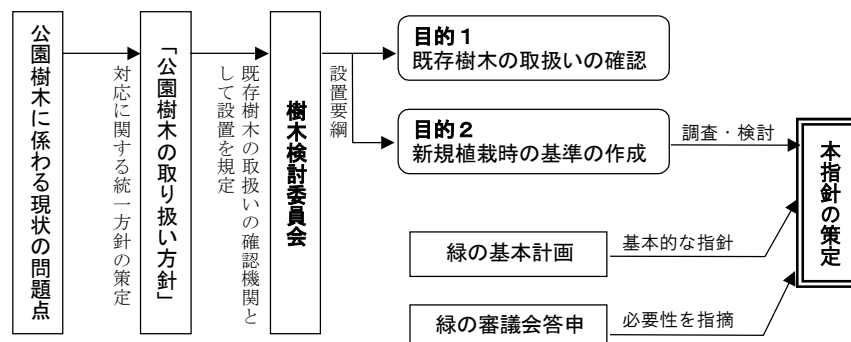 公園樹木に係わる現状の問題点
対応に関する統一方針の策定
「公園樹木の取り扱い方針」
既存樹木の取扱いの確認機関と
して設置を規定
樹木検討委員会
設置要綱
目的１
既存樹木の取扱いの確認
目的２
新規植栽時の基準の作成
調査・検討
緑の基本計画
基本的な指針
緑の審議会答申
必要性を指摘
本指針の策定